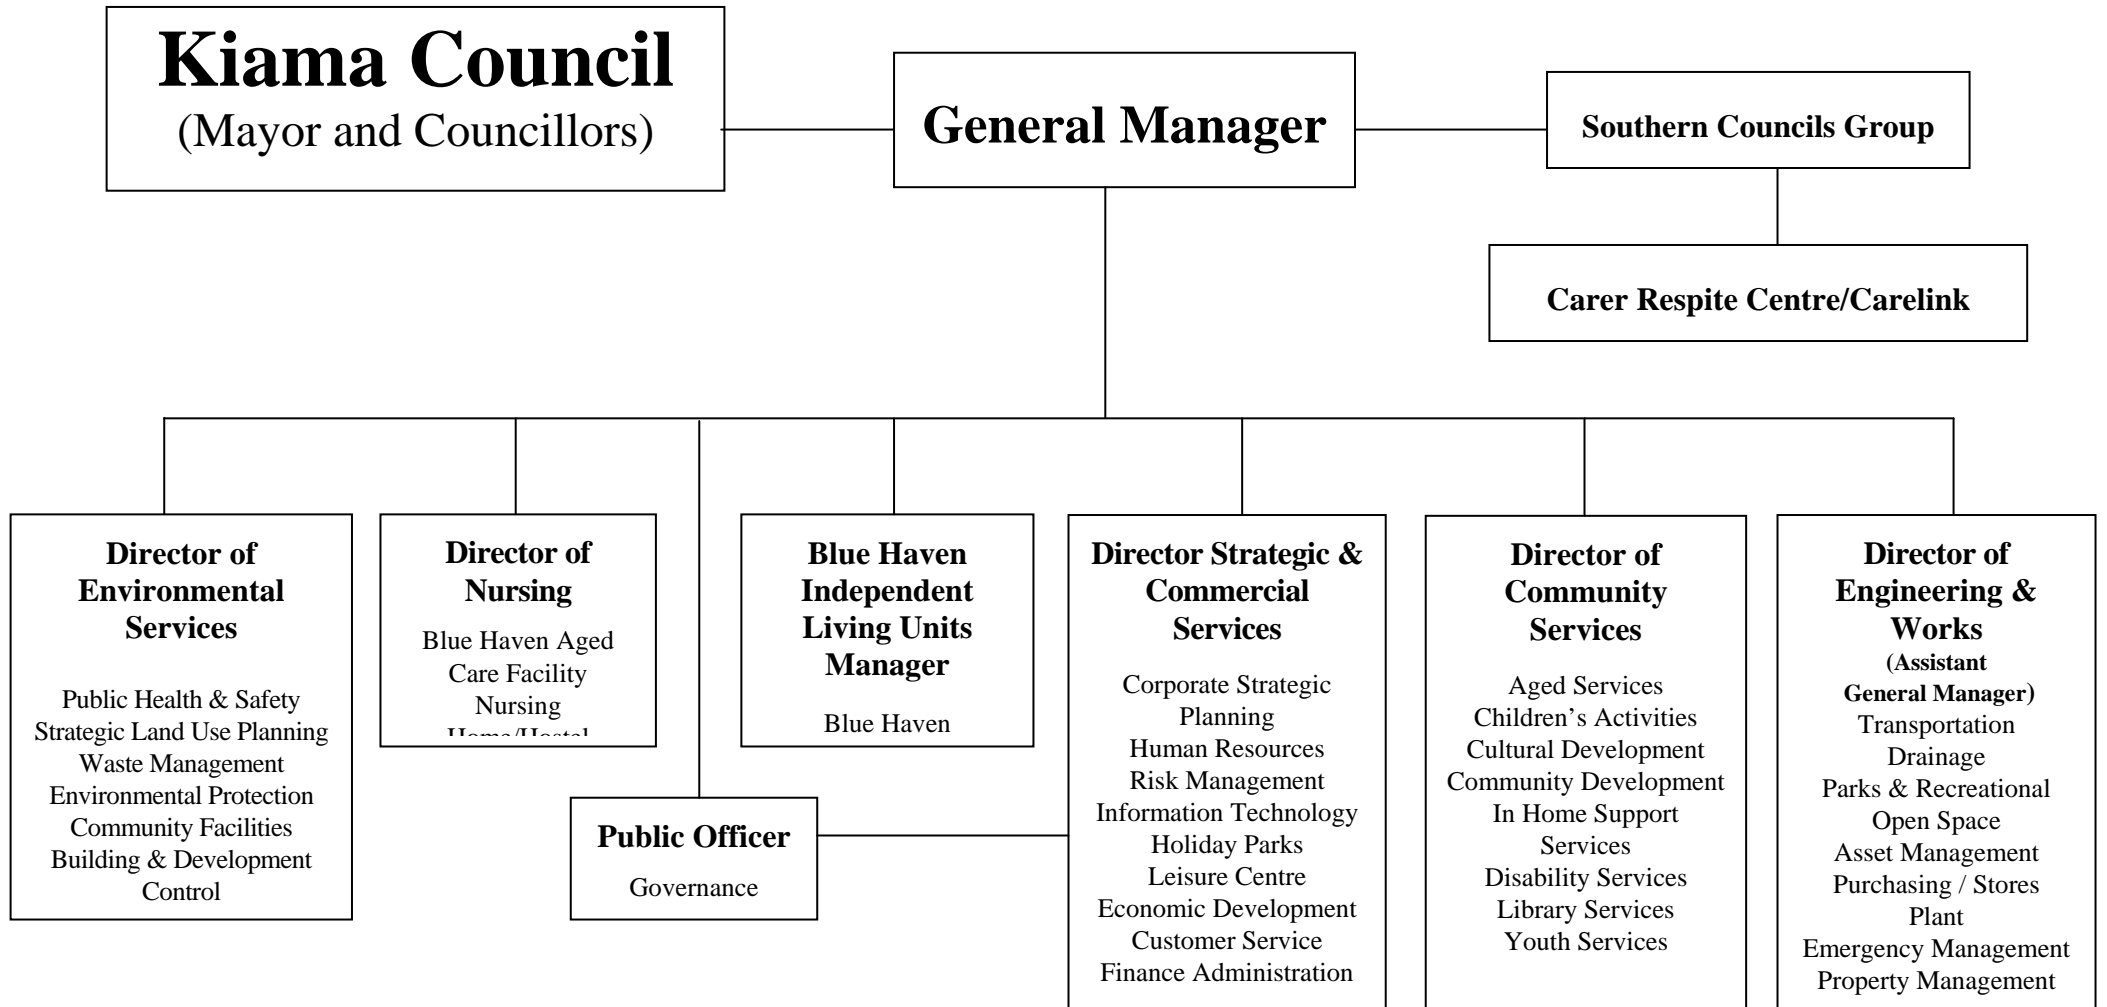 Kiama Council
(Mayor and Councillors)
General Manager
Southern Councils Group
Carer Respite Centre/Carelink
Director of
Environmental
Services
Public Health & Safety
Strategic Land Use Planning
Waste Management
Environmental Protection
Community Facilities
Building & Development
Control
Director of
Nursing
Blue Haven Aged
Care Facility
Nursing
Home/Hostel
Public Officer
Governance
Blue Haven
Independent
Living Units
Manager
Blue Haven
Director Strategic &
Commercial
Services
Corporate Strategic
Planning
Human Resources
Risk Management
Information Technology
Holiday Parks
Leisure Centre
Economic Development
Customer Service
Finance Administration
Director of
Community
Services
Aged Services
Children’s Activities
Cultural Development
Community Development
In Home Support
Services
Disability Services
Library Services
Youth Services
Director of
Engineering &
Works
(Assistant
General Manager)
Transportation
Drainage
Parks & Recreational
Open Space
Asset Management
Purchasing / Stores
Plant
Emergency Management
Property Management